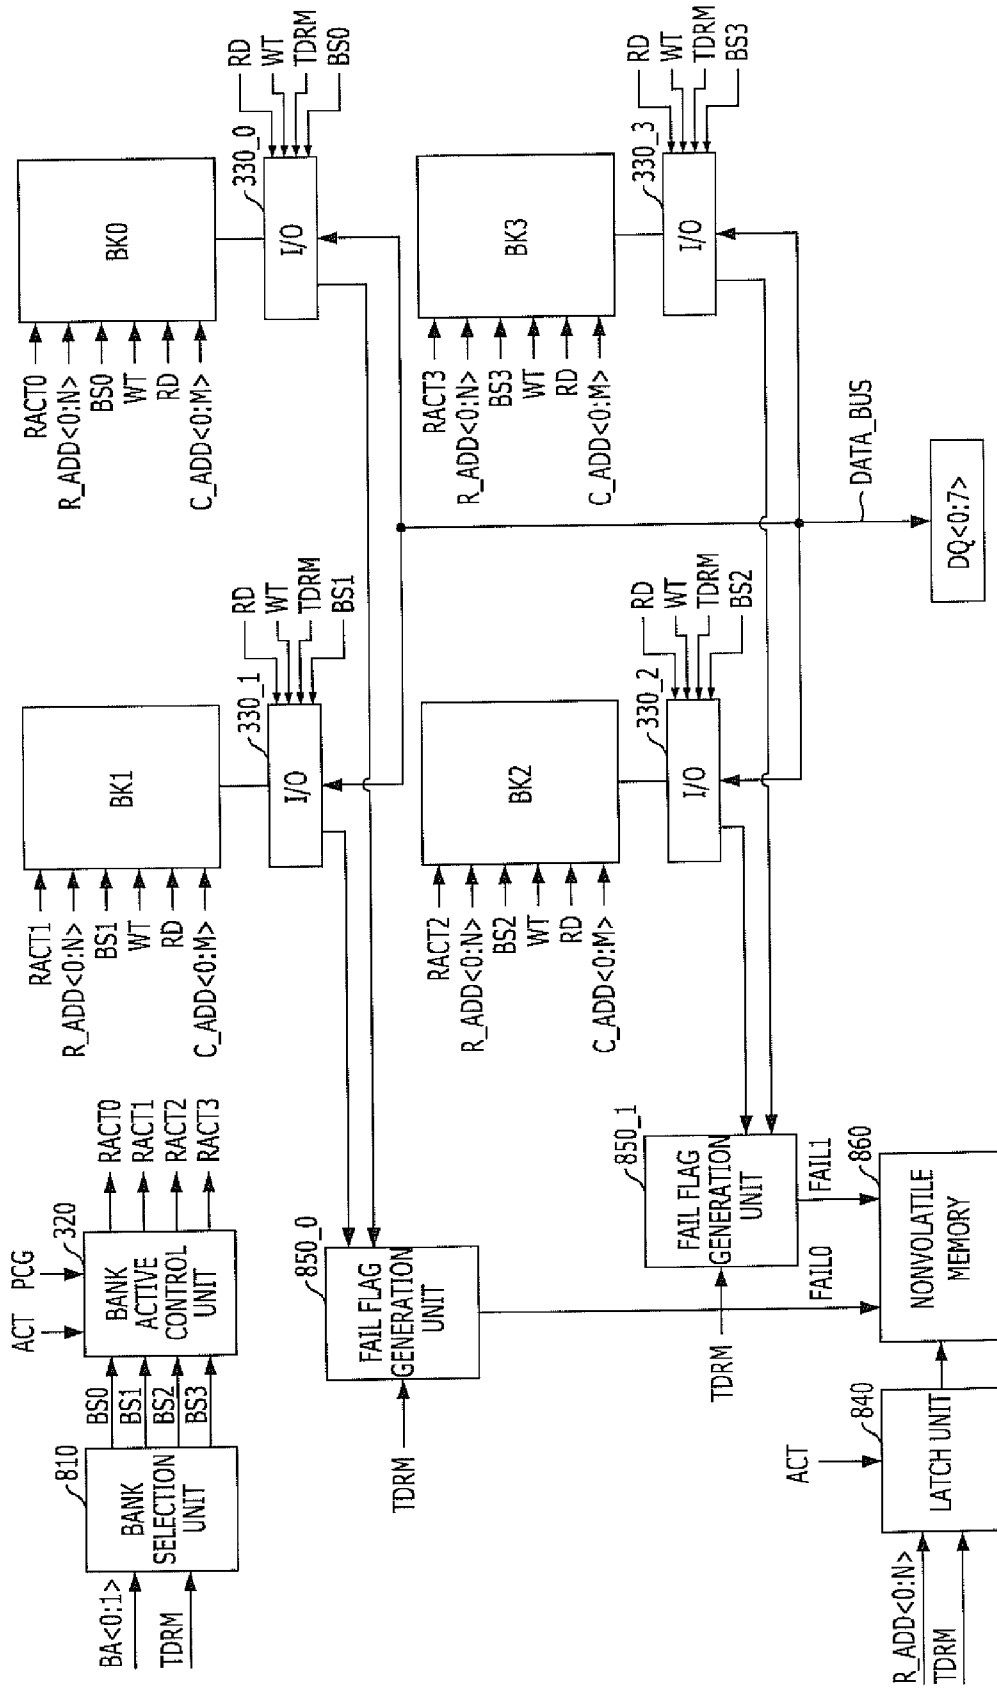 BA<0:1>
TDRM
810
BANK
SELECTION
UNIT
BS0
BS1
BS2
BS3
ACT
PCG
320
BANK
ACTIVE
CONTROL
UNIT
RACT0
RACT1
RACT2
RACT3
RACT1
R_ADD<0:N>
BS1
WT
RD
C_ADD<0:M>
BK1
330_1
I/O
RD
WT
TDRM
BS1
RACT0
R_ADD<0:N>
BS0
WT
RD
C_ADD<0:M>
BK0
330_0
I/O
RD
WT
TDRM
BS0
TDRM
850_0
FAIL FLAG
GENERATION
UNIT
RACT2
R_ADD<0:N>
BS2
WT
RD
C_ADD<0:M>
BK2
330_2
I/O
RD
WT
TDRM
BS2
RACT3
R_ADD<0:N>
BS3
WT
RD
C_ADD<0:M>
BK3
330_3
I/O
RD
WT
TDRM
BS3
TDRM
850_1
FAIL FLAG
GENERATION
UNIT
FAIL0
FAIL1
R_ADD<0:N>
TDRM
ACT
840
LATCH UNIT
860
NONVOLATILE
MEMORY
DATA_BUS
DQ<0:7>